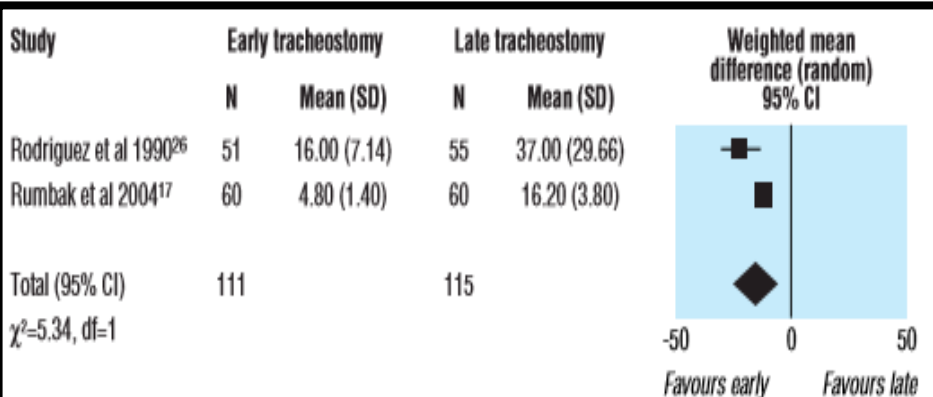 Study Early tracheostomy Late tracheostomy Weighted mean
difference (random)
95% CI
N Mean (SD) N Mean (SD)
Rodriguez et al 1990²⁶ 51 16.00 (7.14) 55 37.00 (29.66)
Rumbak et al 2004¹⁷ 60 4.80 (1.40) 60 16.20 (3.80)
Total (95% CI) 111 115
χ²=5.34, df=1
-50 0 50
Favours early Favours late